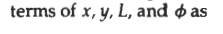 terms of x, y, L, and ϕ as